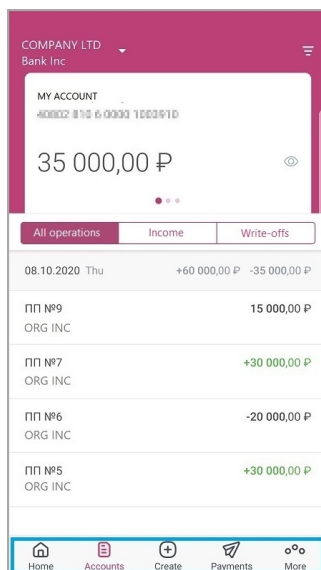 COMPANY LTD
Bank Inc
MY ACCOUNT
35 000,00 ₽
All operations Income Write-offs
08.10.2020 Thu +60 000,00 ₽ -35 000,00 ₽
ПП №9 15 000,00 ₽
ORG INC
ПП №7 +30 000,00 ₽
ORG INC
ПП №6 -20 000,00 ₽
ORG INC
ПП №5 +30 000,00 ₽
ORG INC
Home Accounts Create Payments More